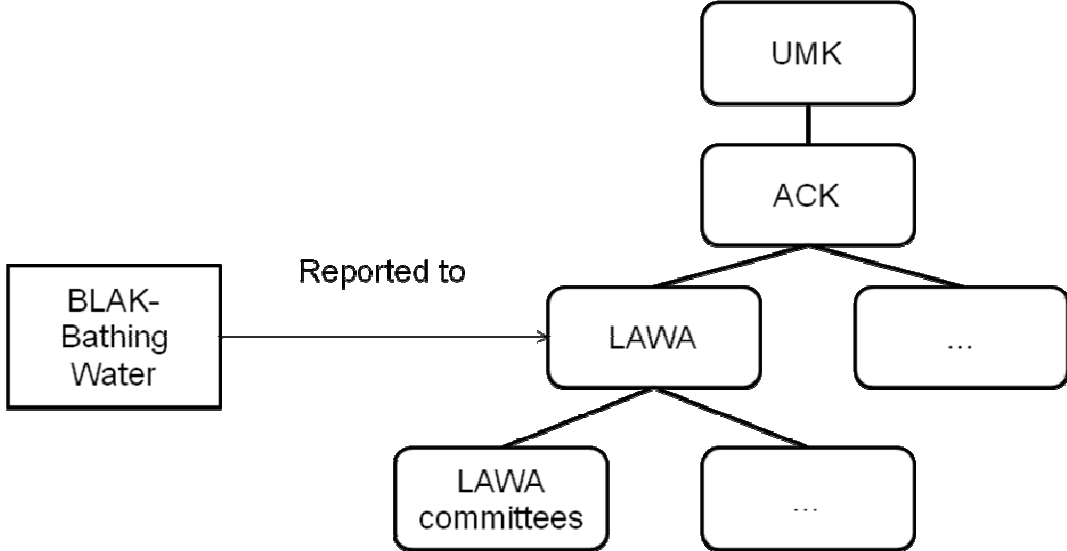 UMK
ACK
Reported to
BLAK-
Bathing
Water
LAWA
...
LAWA
committees
...